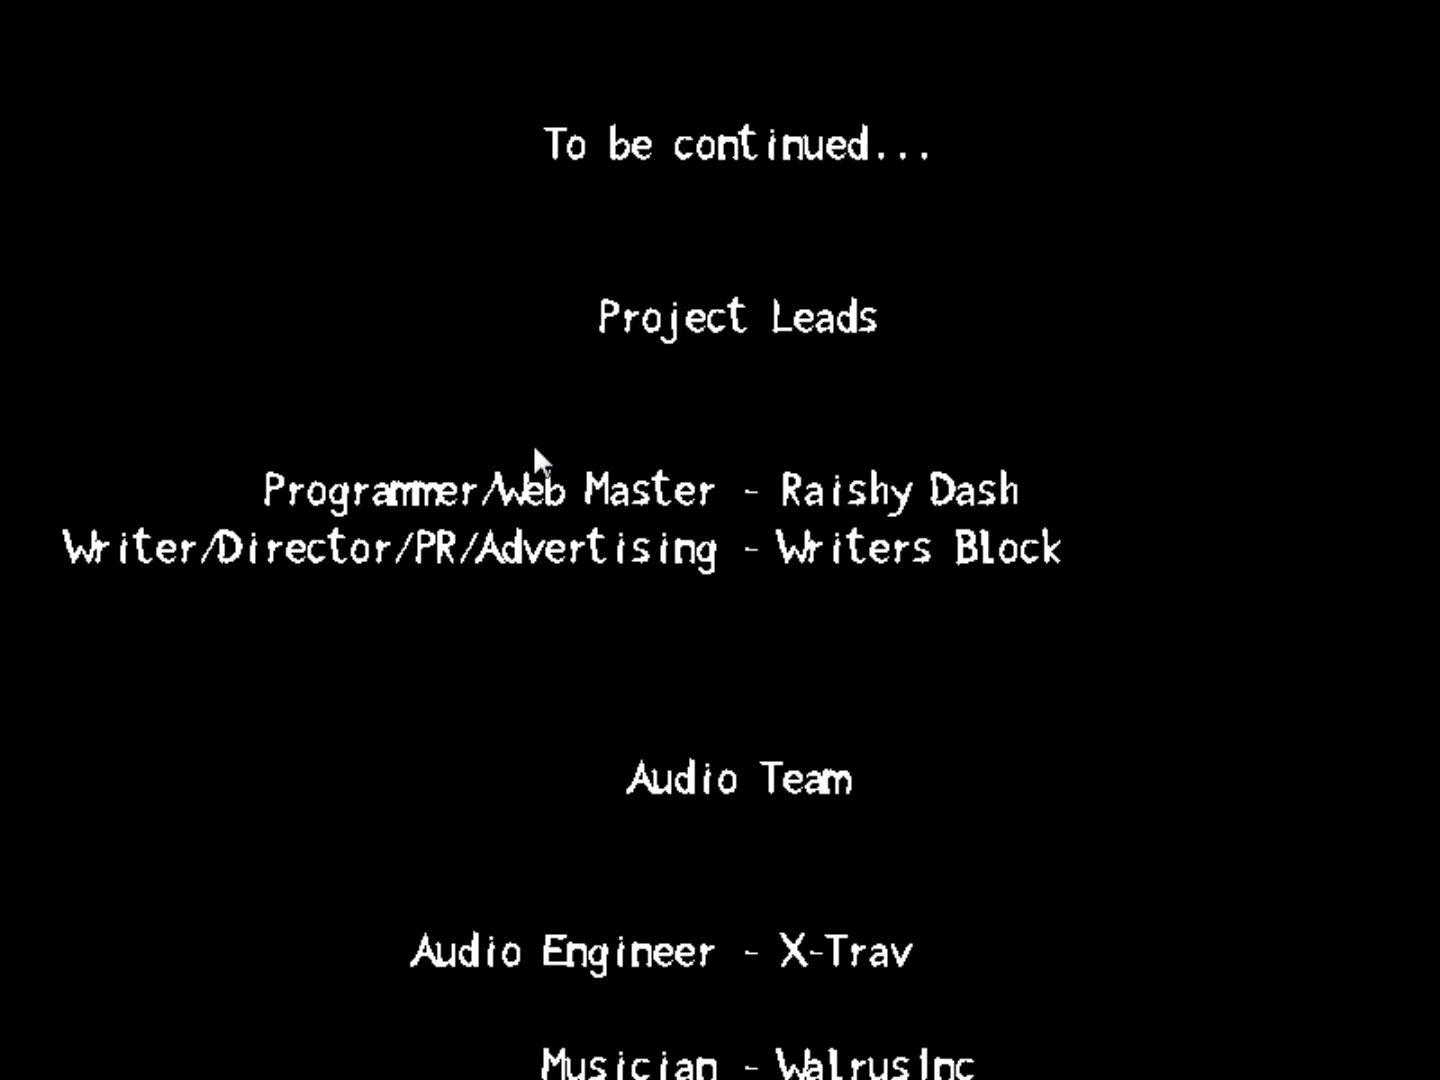 To be continued...
Project Leads
Programmer/Web Master - Raishy Dash
Writer/Director/PR/Advertising - Writers Block
Audio Team
Audio Engineer - X-Trav
Musician - WalrusInc